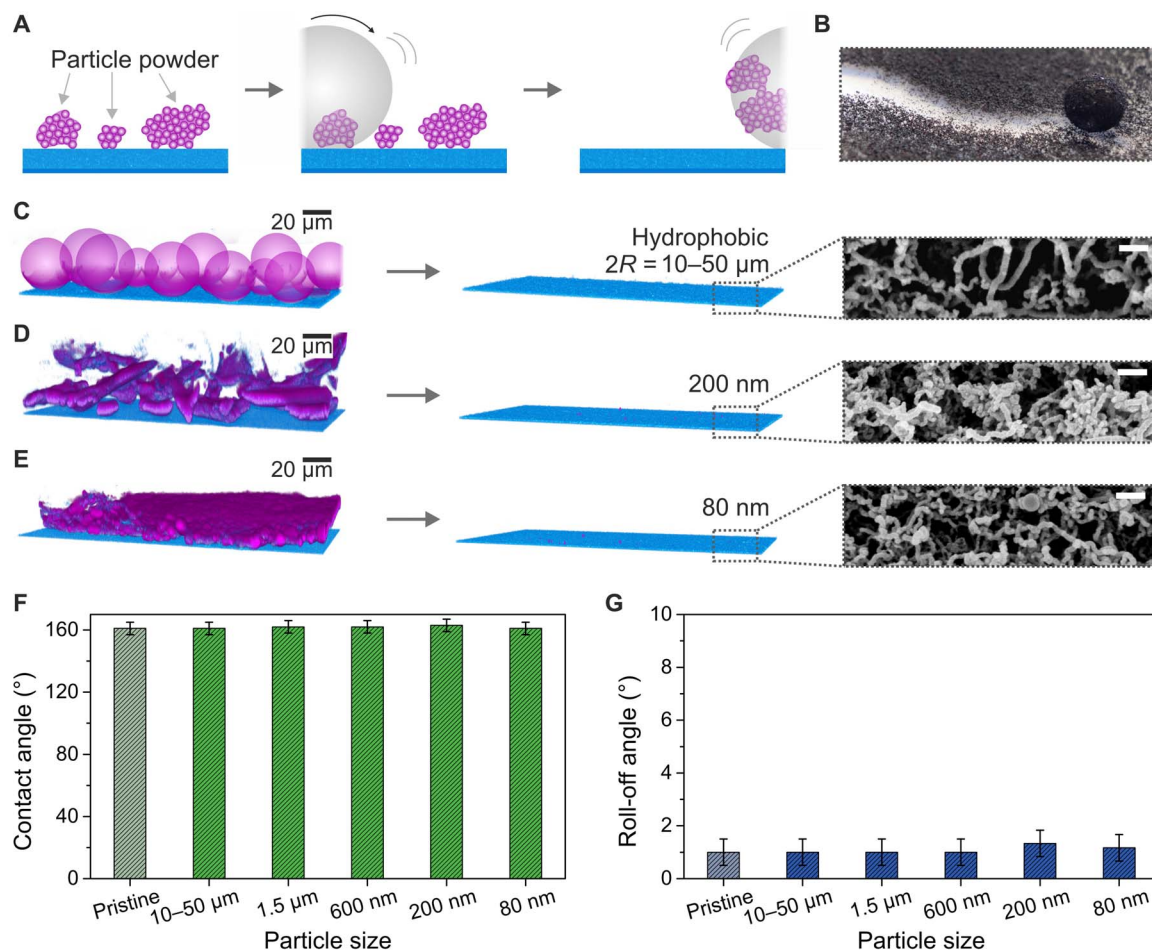 A
Particle powder
B
C
20 µm
Hydrophobic
2R = 10–50 µm
D
20 µm
200 nm
E
20 µm
80 nm
F
Contact angle (°)
160
120
80
40
0
Pristine
10–50 µm
1.5 µm
600 nm
200 nm
80 nm
Particle size
G
Roll-off angle (°)
10
8
6
4
2
0
Pristine
10–50 µm
1.5 µm
600 nm
200 nm
80 nm
Particle size